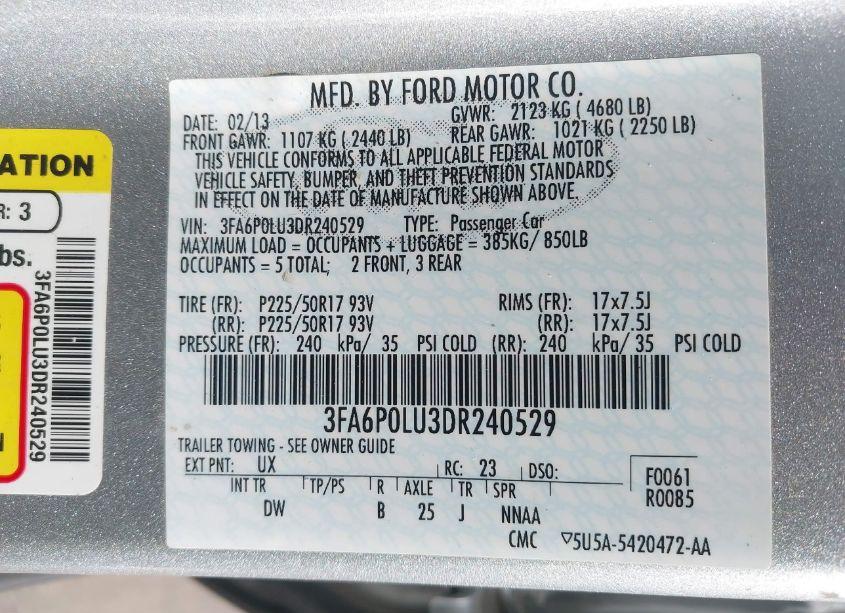 MFD. BY FORD MOTOR CO.
DATE: 02/13 GVWR: 2123 KG ( 4680 LB)
FRONT GAWR: 1107 KG ( 2440 LB) REAR GAWR: 1021 KG ( 2250 LB)
THIS VEHICLE CONFORMS TO ALL APPLICABLE FEDERAL MOTOR
VEHICLE SAFETY, BUMPER, AND THEFT PREVENTION STANDARDS
IN EFFECT ON THE DATE OF MANUFACTURE SHOWN ABOVE.
VIN: 3FA6P0LU3DR240529 TYPE: Passenger Car
MAXIMUM LOAD = OCCUPANTS + LUGGAGE = 385KG/ 850LB
OCCUPANTS = 5 TOTAL; 2 FRONT, 3 REAR
TIRE (FR): P225/50R17 93V RIMS (FR): 17x7.5J
(RR): P225/50R17 93V (RR): 17x7.5J
PRESSURE (FR): 240 kPa/ 35 PSI COLD (RR): 240 kPa/ 35 PSI COLD
3FA6P0LU3DR240529
TRAILER TOWING - SEE OWNER GUIDE
EXT PNT: UX RC: 23 DSO: F0061
INT TR TP/PS R AXLE TR SPR R0085
DW B 25 J NNAA
CMC ▽5U5A-5420472-AA
ATION
R: 3
bs.
3FA6P0LU3DR240529
N